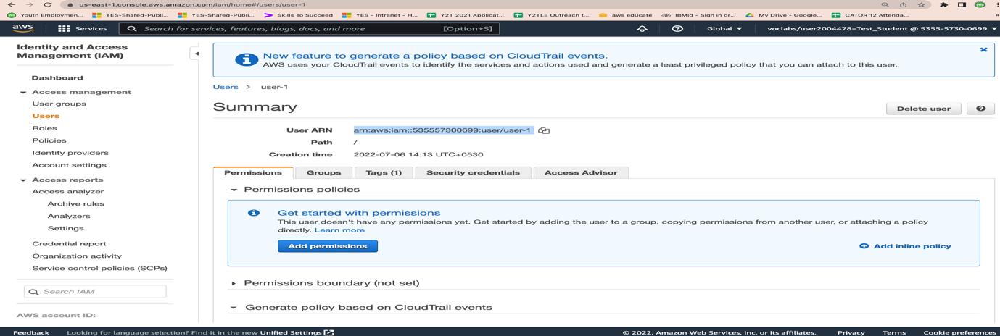 us-east-1.console.aws.amazon.com/iam/home#/users/user-1
Youth Employmen... YES-Shared-Publi... YES-Shared-Publi... Skills To Succeed YES - Intranet - H... Y2T 2021 Applicat... Y2TLE Outreach t... aws educate IBMid - Sign in or... My Drive - Google... CATOR 12 Attenda...
aws Services Search for services, features, blogs, docs, and more [Option+S] Global voclabs/user2004478=Test_Student @ 5355-5730-0699
Identity and Access
Management (IAM)
Dashboard
Access management
User groups
Users
Roles
Policies
Identity providers
Account settings
Access reports
Access analyzer
Archive rules
Analyzers
Settings
Credential report
Organization activity
Service control policies (SCPs)
Search IAM
AWS account ID:
New feature to generate a policy based on CloudTrail events.
AWS uses your CloudTrail events to identify the services and actions used and generate a least privileged policy that you can attach to this user.
Users > user-1
Summary
Delete user
User ARN arn:aws:iam::535557300699:user/user-1
Path /
Creation time 2022-07-06 14:13 UTC+0530
Permissions Groups Tags (1) Security credentials Access Advisor
Permissions policies
Get started with permissions
This user doesn't have any permissions yet. Get started by adding the user to a group, copying permissions from another user, or attaching a policy
directly. Learn more
Add permissions Add inline policy
Permissions boundary (not set)
Generate policy based on CloudTrail events
Feedback Looking for language selection? Find it in the new Unified Settings © 2022, Amazon Web Services, Inc. or its affiliates. Privacy Terms Cookie preferences